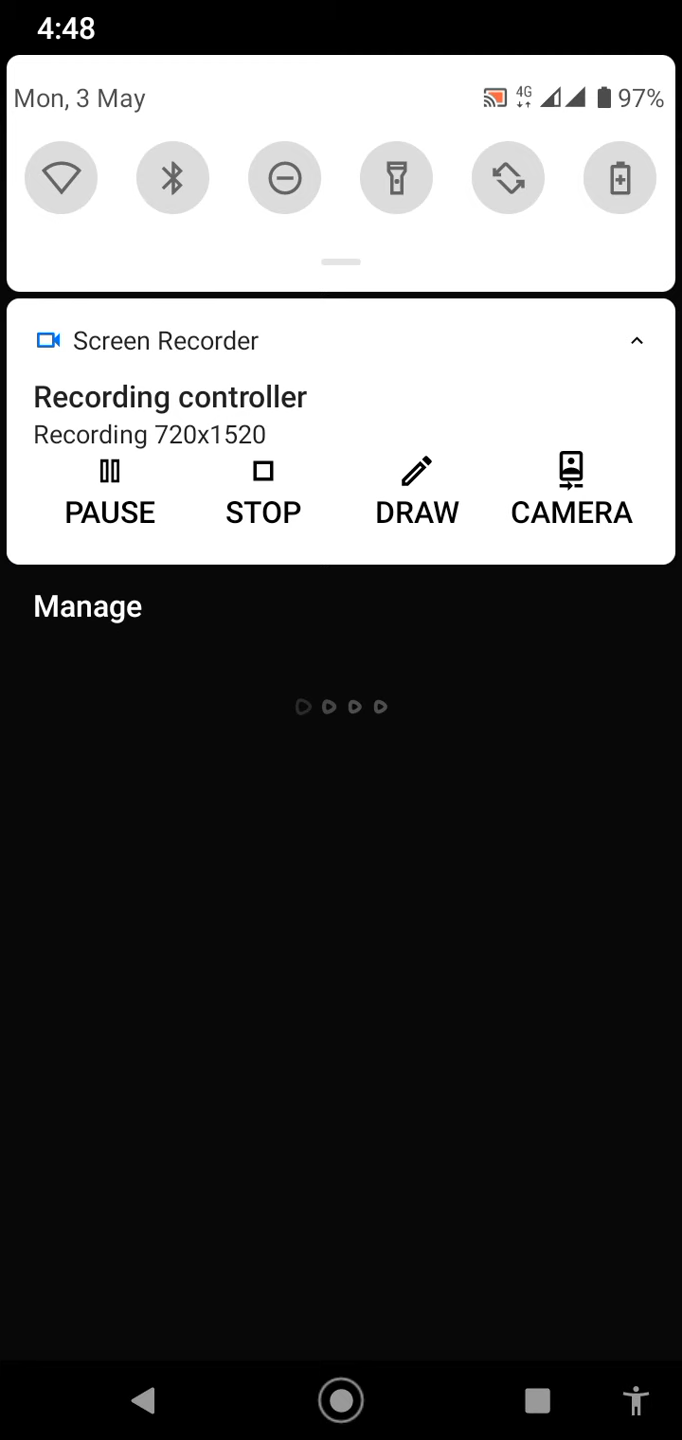 4:48
Mon, 3 May
4G
97%
Screen Recorder
Recording controller
Recording 720x1520
PAUSE STOP DRAW CAMERA
Manage